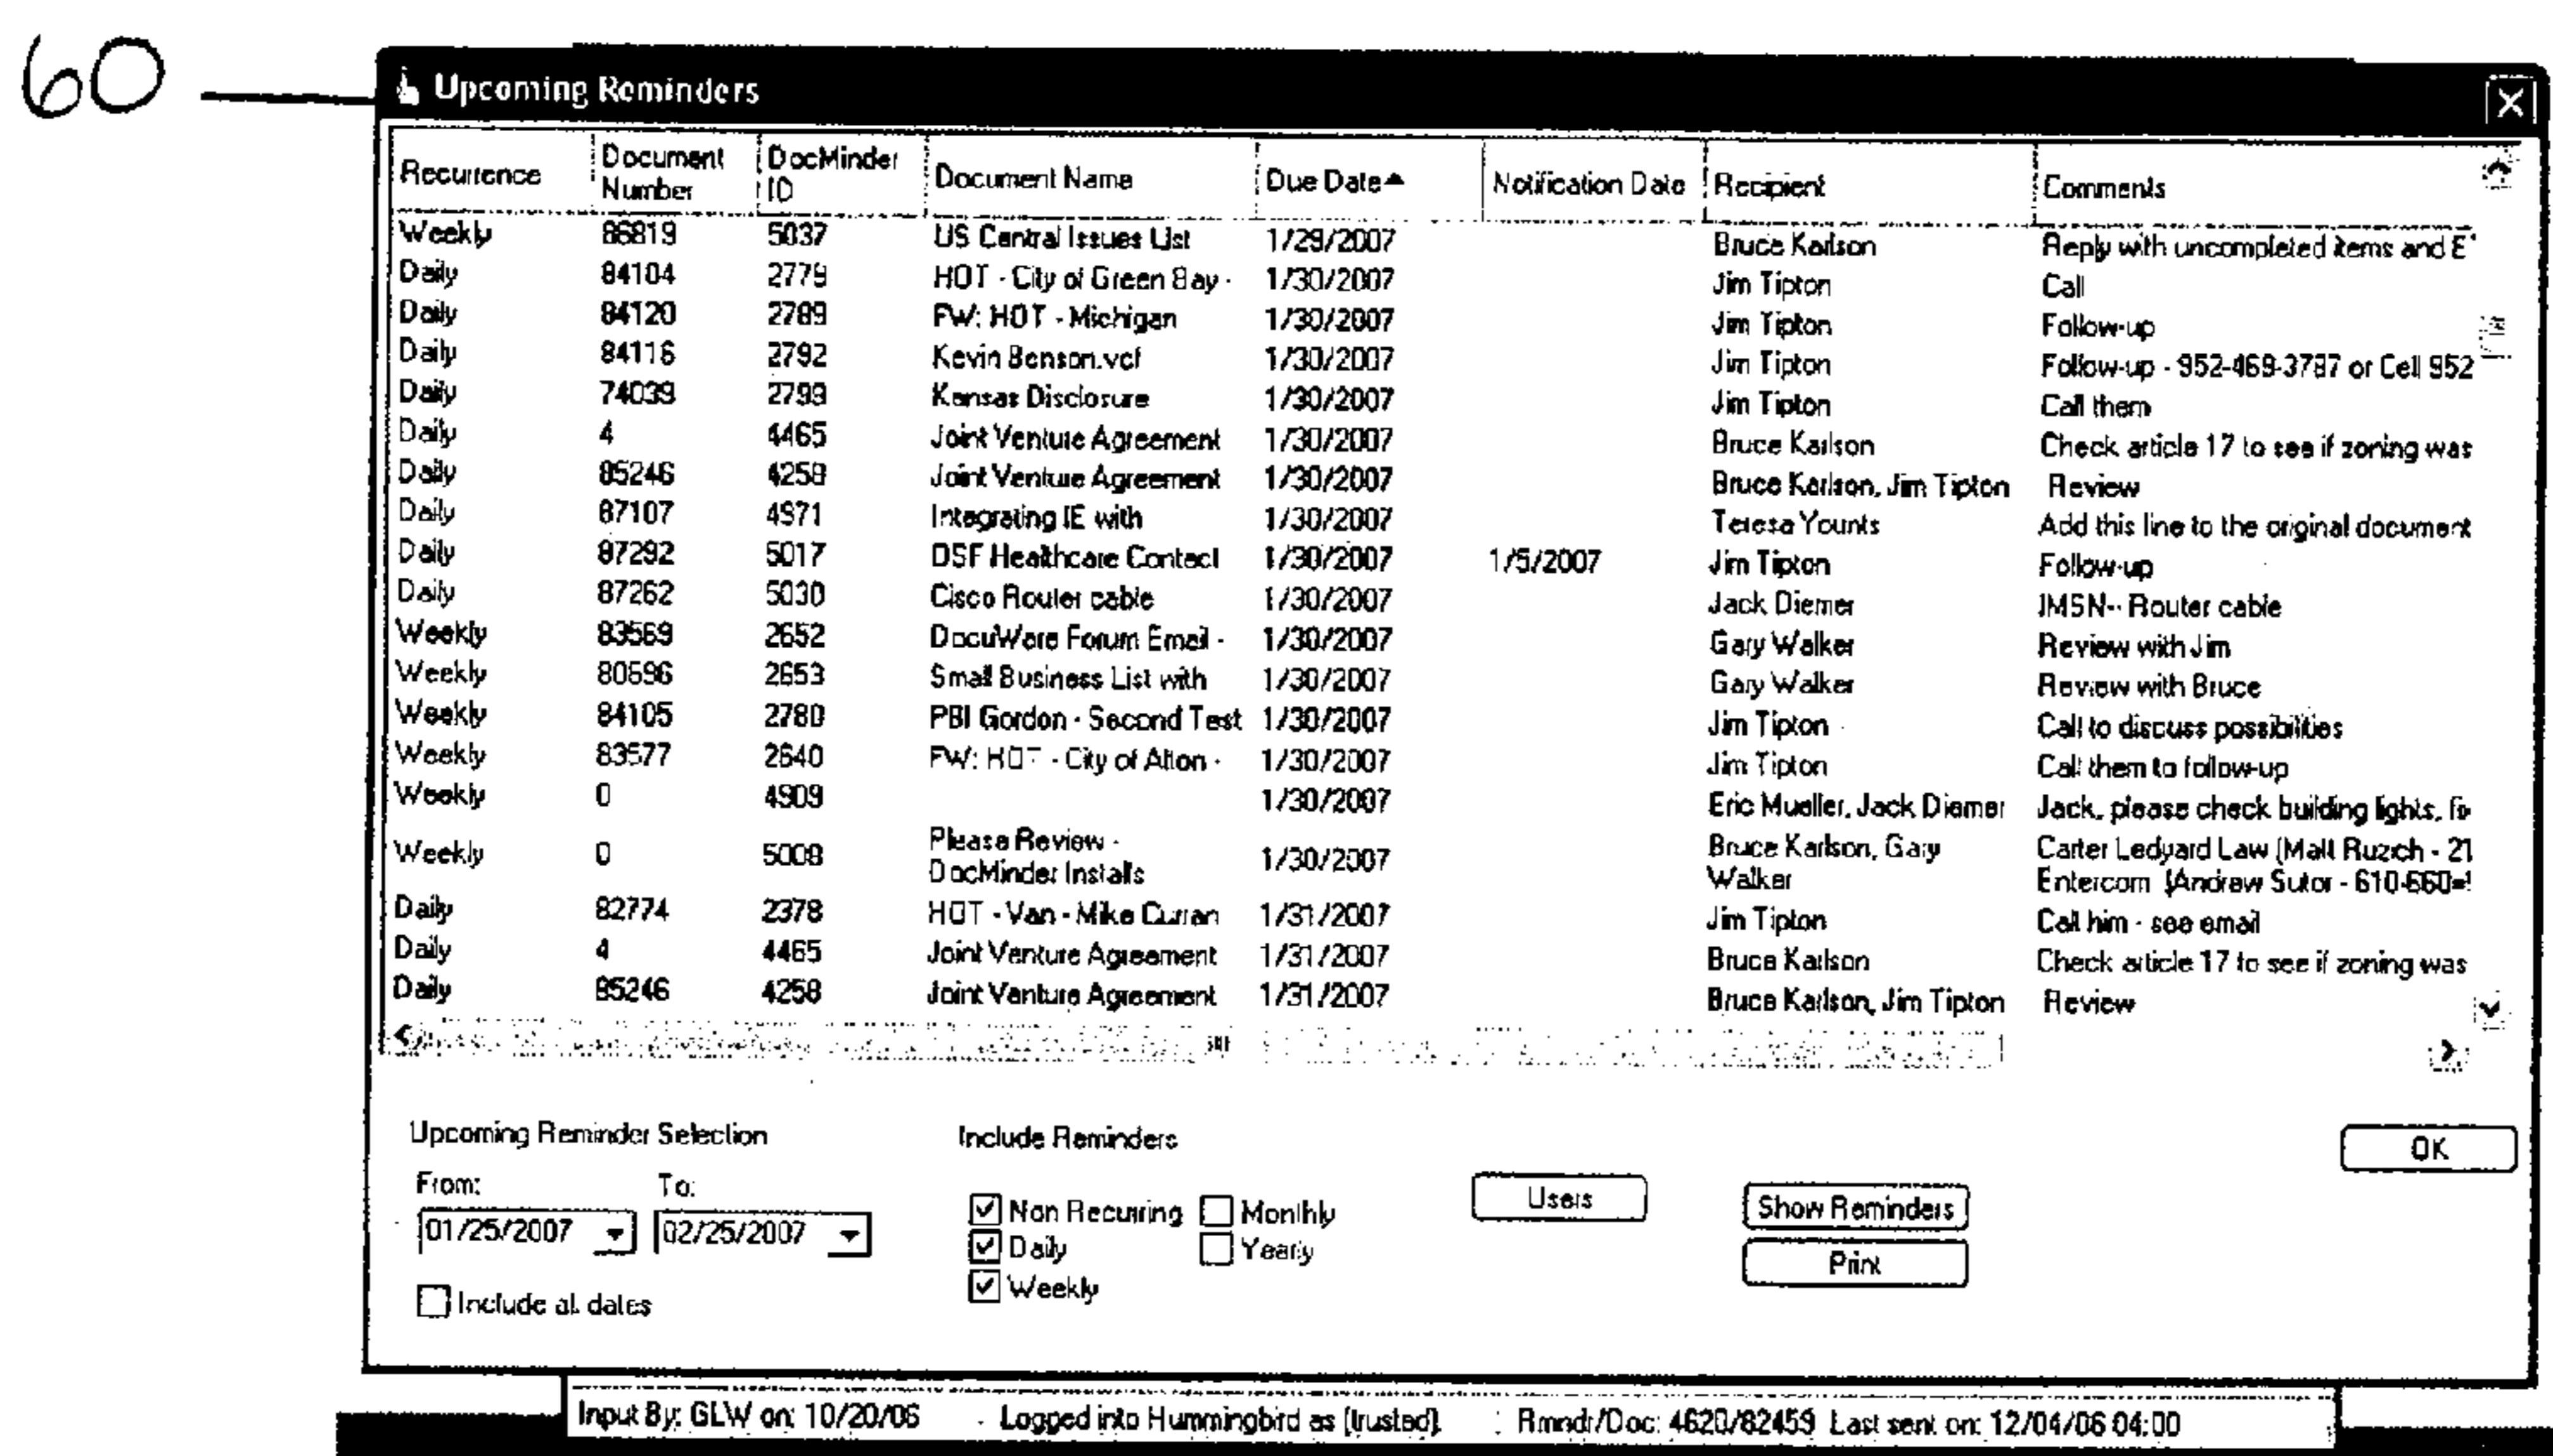 60
Upcoming Reminders
Recurrence Document Number DocMinder ID Document Name Due Date Notification Date Recipient Comments
Weekly 86819 5037 US Central Issues List 1/29/2007 Bruce Karlson Reply with uncompleted items and
Daily 84104 2779 HOT - City of Green Bay - 1/30/2007 Jim Tipton Call
Daily 84120 2789 FW: HOT - Michigan 1/30/2007 Jim Tipton Follow-up
Daily 84116 2792 Kevin Benson.vcf 1/30/2007 Jim Tipton Follow-up - 952-469-3787 or Cell 952
Daily 74039 2799 Kansas Disclosure 1/30/2007 Jim Tipton Call them
Daily 4 4465 Joint Venture Agreement 1/30/2007 Bruce Karlson Check article 17 to see if zoning was
Daily 85246 4258 Joint Venture Agreement 1/30/2007 Bruce Karlson, Jim Tipton Review
Daily 87107 4971 Integrating IE with 1/30/2007 Teresa Younts Add this line to the original document
Daily 87292 5017 OSF Healthcare Contact 1/30/2007 1/5/2007 Jim Tipton Follow-up
Daily 87262 5030 Cisco Router cable 1/30/2007 Jack Diemer IMSN-- Router cable
Weekly 83569 2652 DocuWare Forum Email - 1/30/2007 Gary Walker Review with Jim
Weekly 80596 2653 Small Business List with 1/30/2007 Gary Walker Review with Bruce
Weekly 84105 2780 PBI Gordon - Second Test 1/30/2007 Jim Tipton Call to discuss possibilities
Weekly 83577 2640 FW: HOT - City of Alton - 1/30/2007 Jim Tipton Call them to follow-up
Weekly 0 4909 1/30/2007 Eric Mueller, Jack Diemer Jack, please check building lights, fo
Weekly 0 5008 Please Review - DocMinder Installs 1/30/2007 Bruce Karlson, Gary Walker Carter Ledyard Law (Matt Ruzich - 21
Entercom (Andrew Sutor - 610-660-
Daily 82774 2378 HOT - Van - Mike Curran 1/31/2007 Jim Tipton Call him - see email
Daily 4 4465 Joint Venture Agreement 1/31/2007 Bruce Karlson Check article 17 to see if zoning was
Daily 85246 4258 Joint Venture Agreement 1/31/2007 Bruce Karlson, Jim Tipton Review
Upcoming Reminder Selection Include Reminders
OK
From: To:
01/25/2007 02/25/2007
Non Recurring Monthly
Daily Yearly
Weekly
Users
Show Reminders
Print
Include all dates
Input By: GLW on: 10/20/06 Logged into Hummingbird as (trusted). Rmndr/Doc: 4620/82459 Last sent on: 12/04/06 04:00